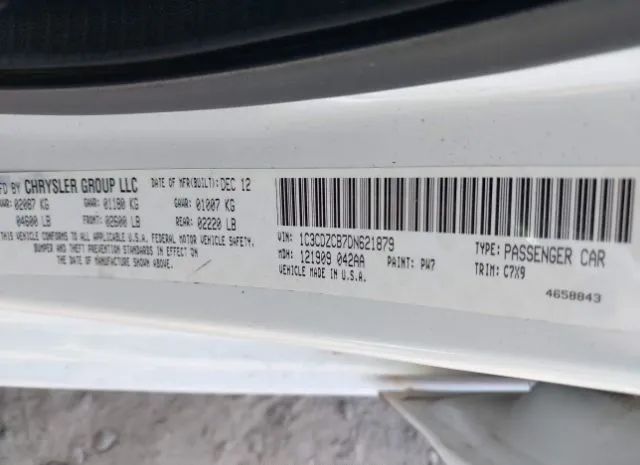 FD BY CHRYSLER GROUP LLC DATE OF MFR(BUILT):DEC 12
02087 KG GAWR 01180 KG GAWR 01007 KG
04600 LB FRONT: 02600 LB REAR: 02220 LB
THIS VEHICLE CONFORMS TO ALL APPLICABLE U.S.A. FEDERAL MOTOR VEHICLE SAFETY,
BUMPER AND THEFT PREVENTION STANDARDS IN EFFECT ON
THE DATE OF MANUFACTURE SHOWN ABOVE.
VIN: 1C3CDZCB7DN621879 TYPE: PASSENGER CAR
MDH: 121909 042AA PAINT: PW7 TRIM: C7X9
VEHICLE MADE IN U.S.A.
4658843